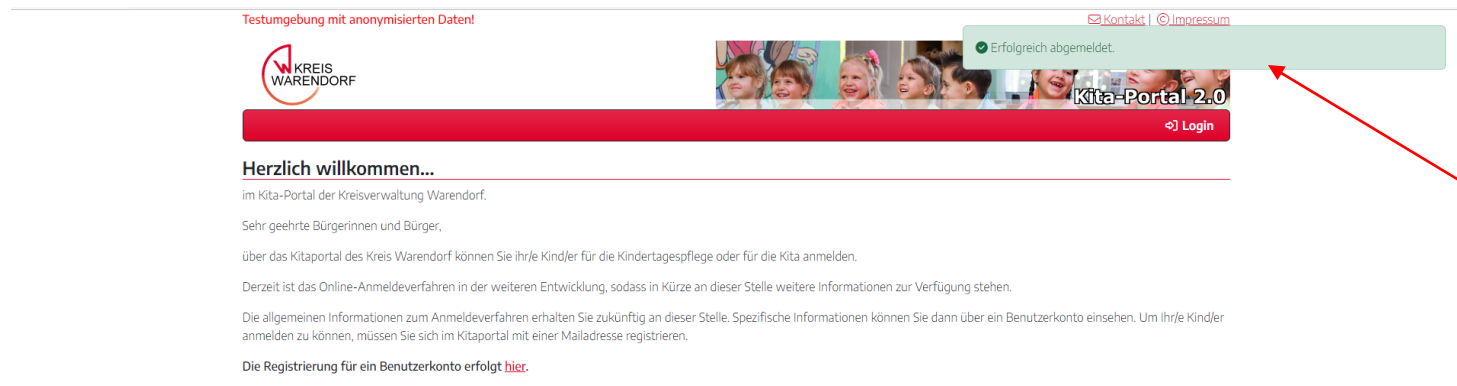 Testumgebung mit anonymisierten Daten!
Kontakt | © Impressum
Erfolgreich abgemeldet.
KREIS
WARENDORF
Kita-Portal 2.0
Login
Herzlich willkommen...
im Kita-Portal der Kreisverwaltung Warendorf.
Sehr geehrte Bürgerinnen und Bürger,
über das Kitaportal des Kreis Warendorf können Sie ihr/e Kind/er für die Kindertagespflege oder für die Kita anmelden.
Derzeit ist das Online-Anmeldeverfahren in der weiteren Entwicklung, sodass in Kürze an dieser Stelle weitere Informationen zur Verfügung stehen.
Die allgemeinen Informationen zum Anmeldeverfahren erhalten Sie zukünftig an dieser Stelle. Spezifische Informationen können Sie dann über ein Benutzerkonto einsehen. Um Ihr/e Kind/er
anmelden zu können, müssen Sie sich im Kitaportal mit einer Mailadresse registrieren.
Die Registrierung für ein Benutzerkonto erfolgt hier.